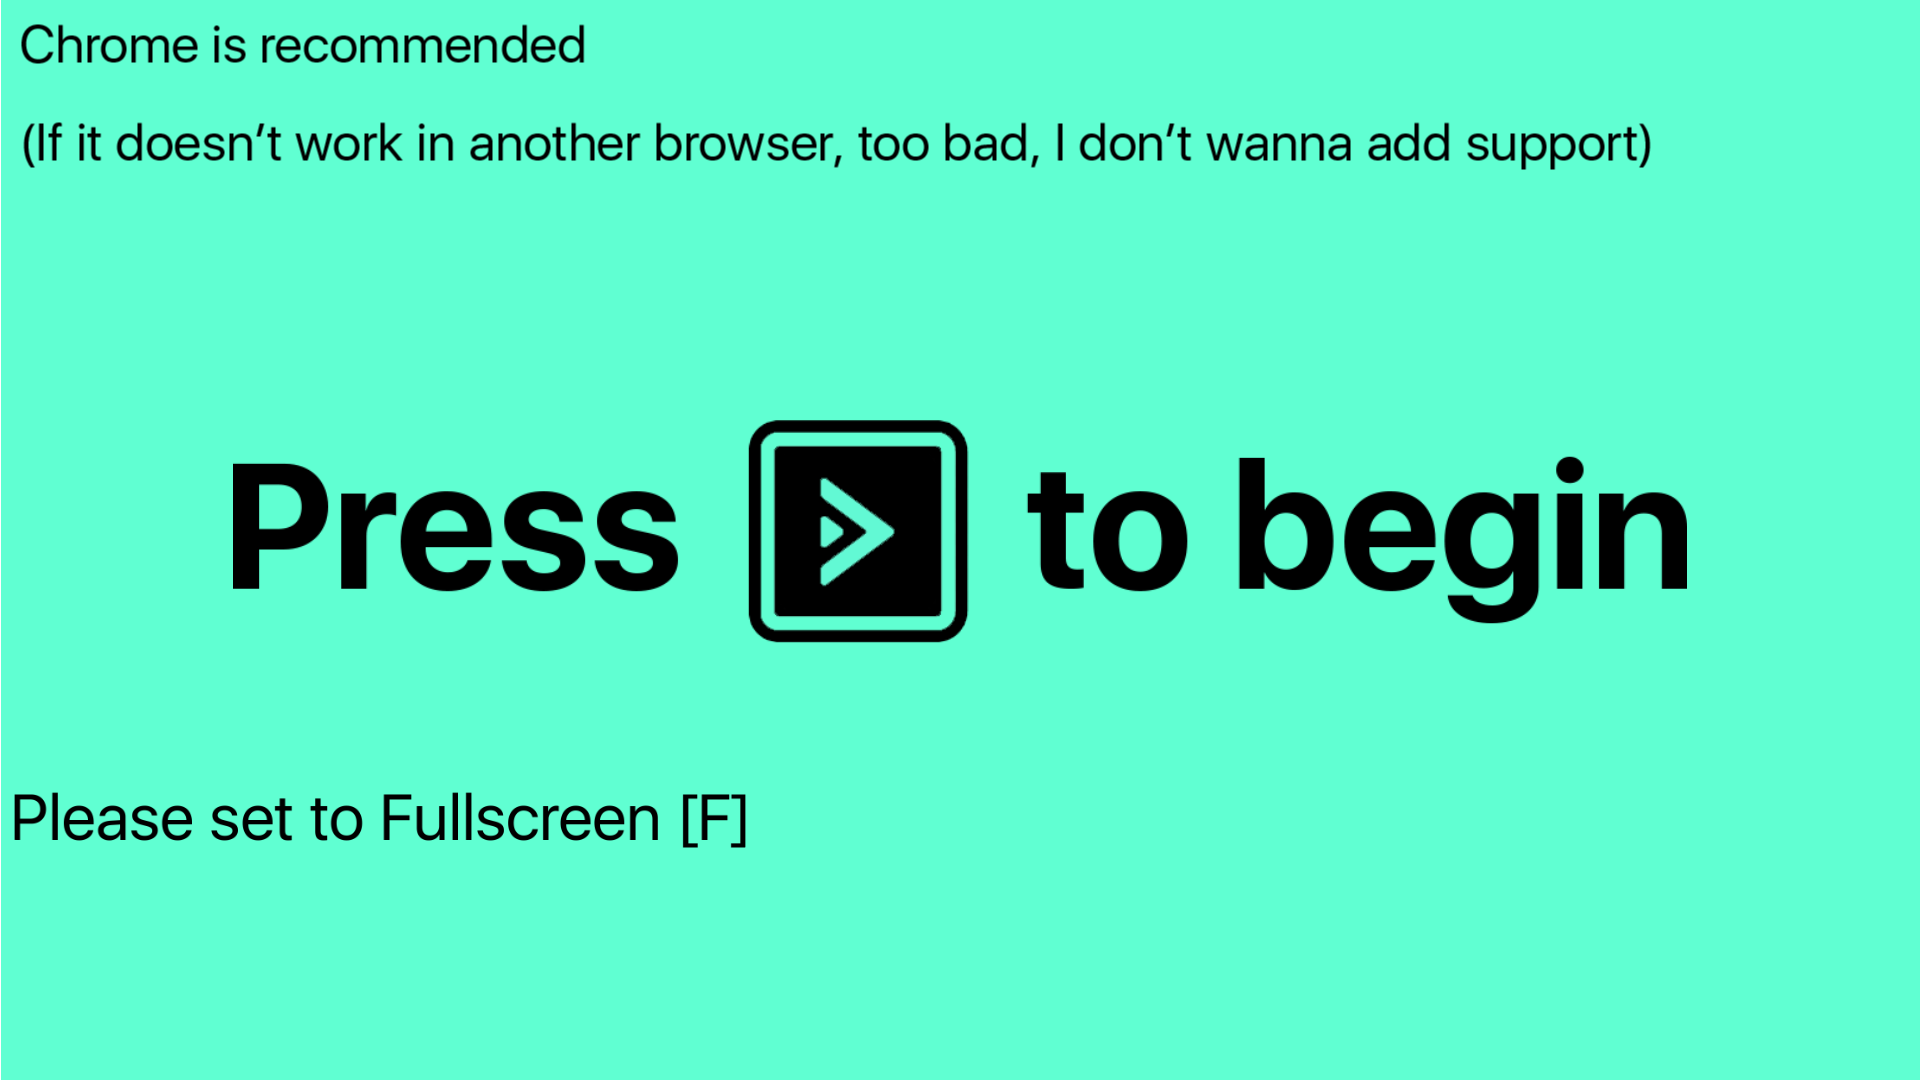 Chrome is recommended
(If it doesn’t work in another browser, too bad, I don’t wanna add support)
Press to begin
Please set to Fullscreen [F]